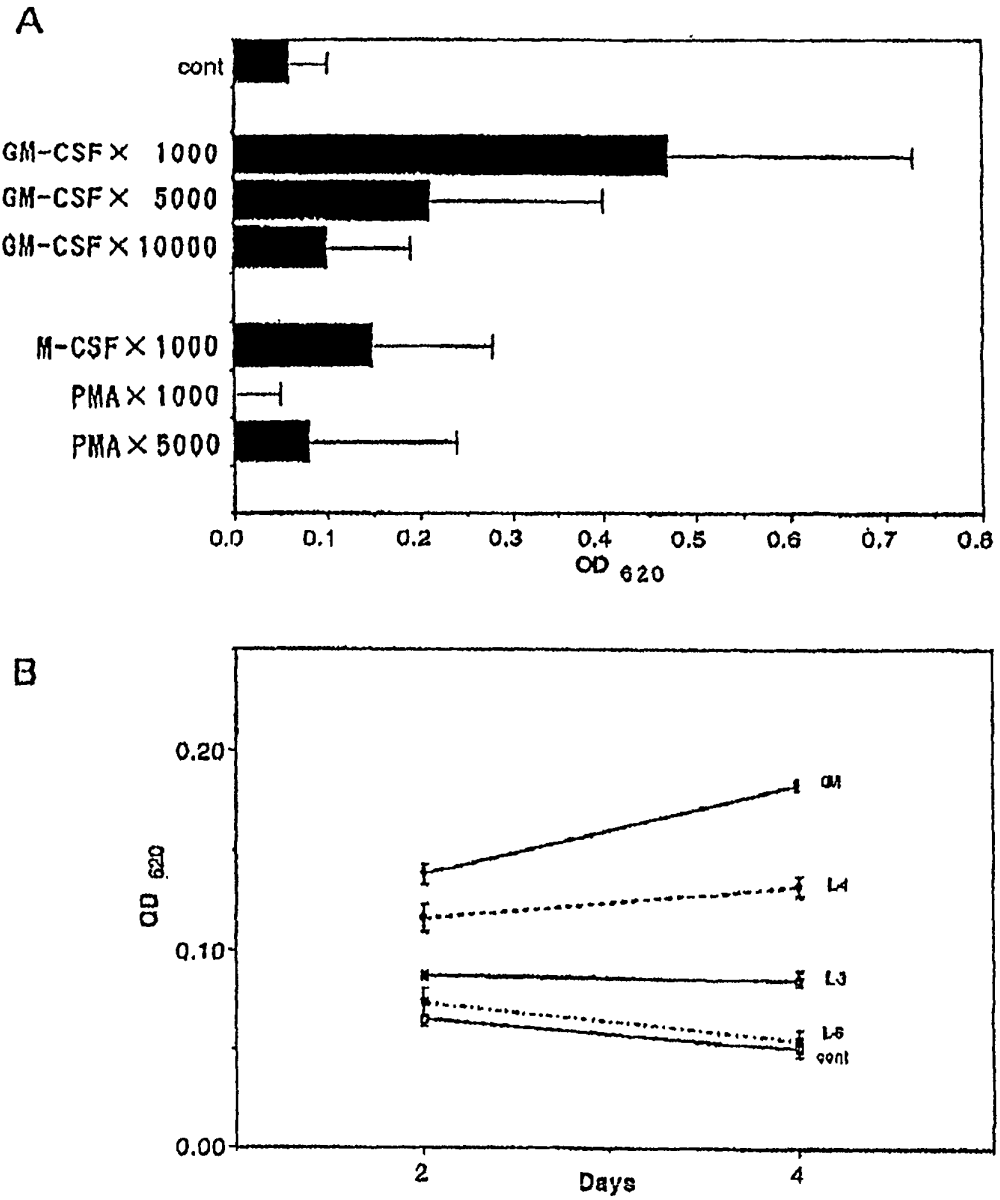 A
cont
GM-CSF× 1000
GM-CSF× 5000
GM-CSF×10000
M-CSF×1000
PMA×1000
PMA×5000
0.0 0.1 0.2 0.3 0.4 0.5 0.6 0.7 0.8
OD 620
B
0.20
0.10
0.00
OD 620
GM
L4
L3
L6
cont
2 4
Days